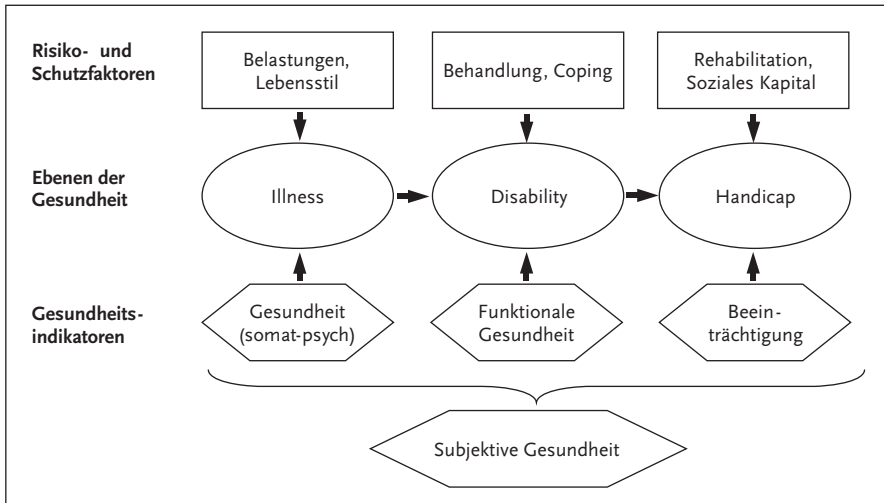 Risiko- und
Schutzfaktoren
Belastungen,
Lebensstil
Behandlung, Coping
Rehabilitation,
Soziales Kapital
Ebenen der
Gesundheit
Illness
Disability
Handicap
Gesundheits-
indikatoren
Gesundheit
(somat-psych)
Funktionale
Gesundheit
Beein-
trächtigung
Subjektive Gesundheit